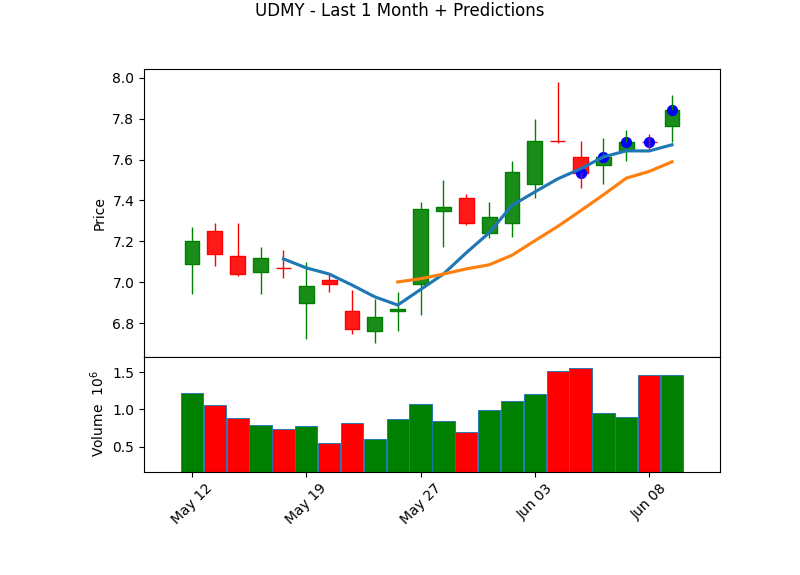 UDMY - Last 1 Month + Predictions
8.0
7.8
7.6
7.4
7.2
7.0
6.8
Price
1.5
1.0
0.5
Volume 10^6
May 12
May 19
May 27
Jun 03
Jun 08